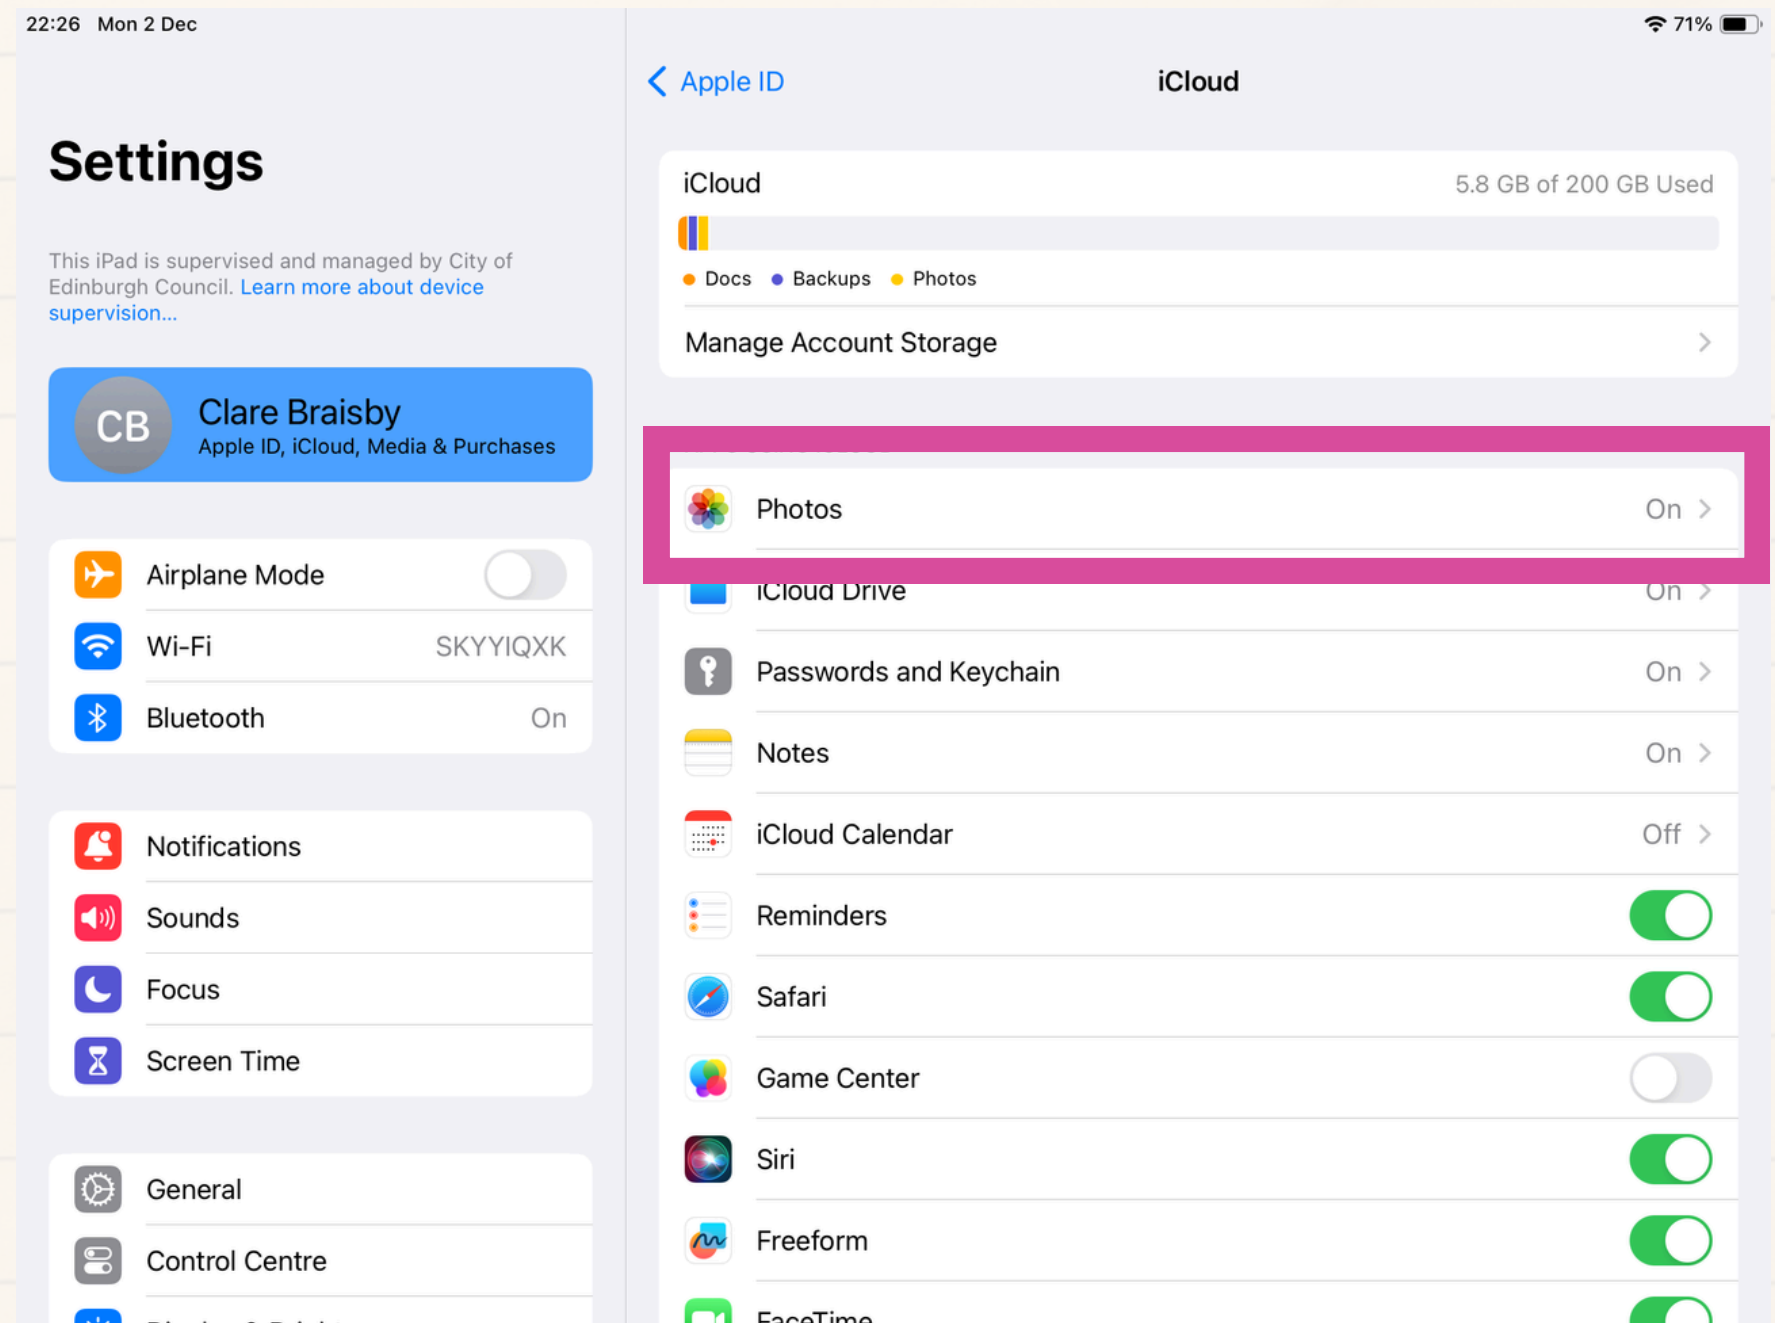 22:26 Mon 2 Dec
71%
Settings
This iPad is supervised and managed by City of
Edinburgh Council. Learn more about device
supervision...
CB
Clare Braisby
Apple ID, iCloud, Media & Purchases
Airplane Mode
Wi-Fi SKYYIQXK
Bluetooth On
Notifications
Sounds
Focus
Screen Time
General
Control Centre
Apple ID
iCloud
iCloud 5.8 GB of 200 GB Used
Docs Backups Photos
Manage Account Storage
Photos On
iCloud Drive On
Passwords and Keychain On
Notes On
iCloud Calendar Off
Reminders
Safari
Game Center
Siri
Freeform
FaceTime